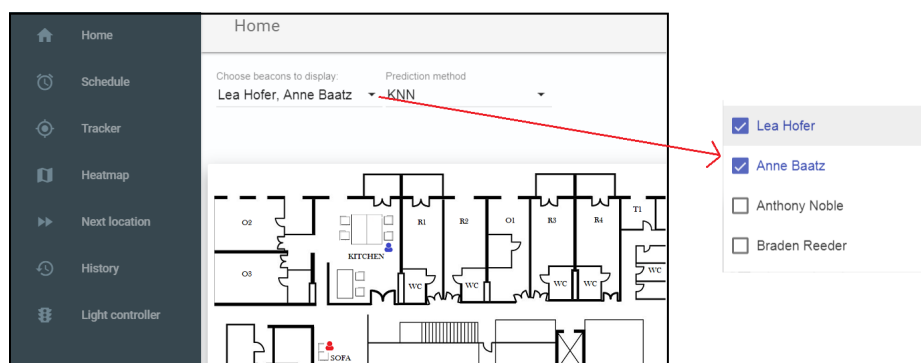 Home
Schedule
Tracker
Heatmap
Next location
History
Light controller
Home
Choose beacons to display:
Lea Hofer, Anne Baatz
Prediction method
KNN
O2
O3
KITCHEN
R1
R2
O1
R3
R4
T1
WC
WC
WC
WC
SOFA
Lea Hofer
Anne Baatz
Anthony Noble
Braden Reeder